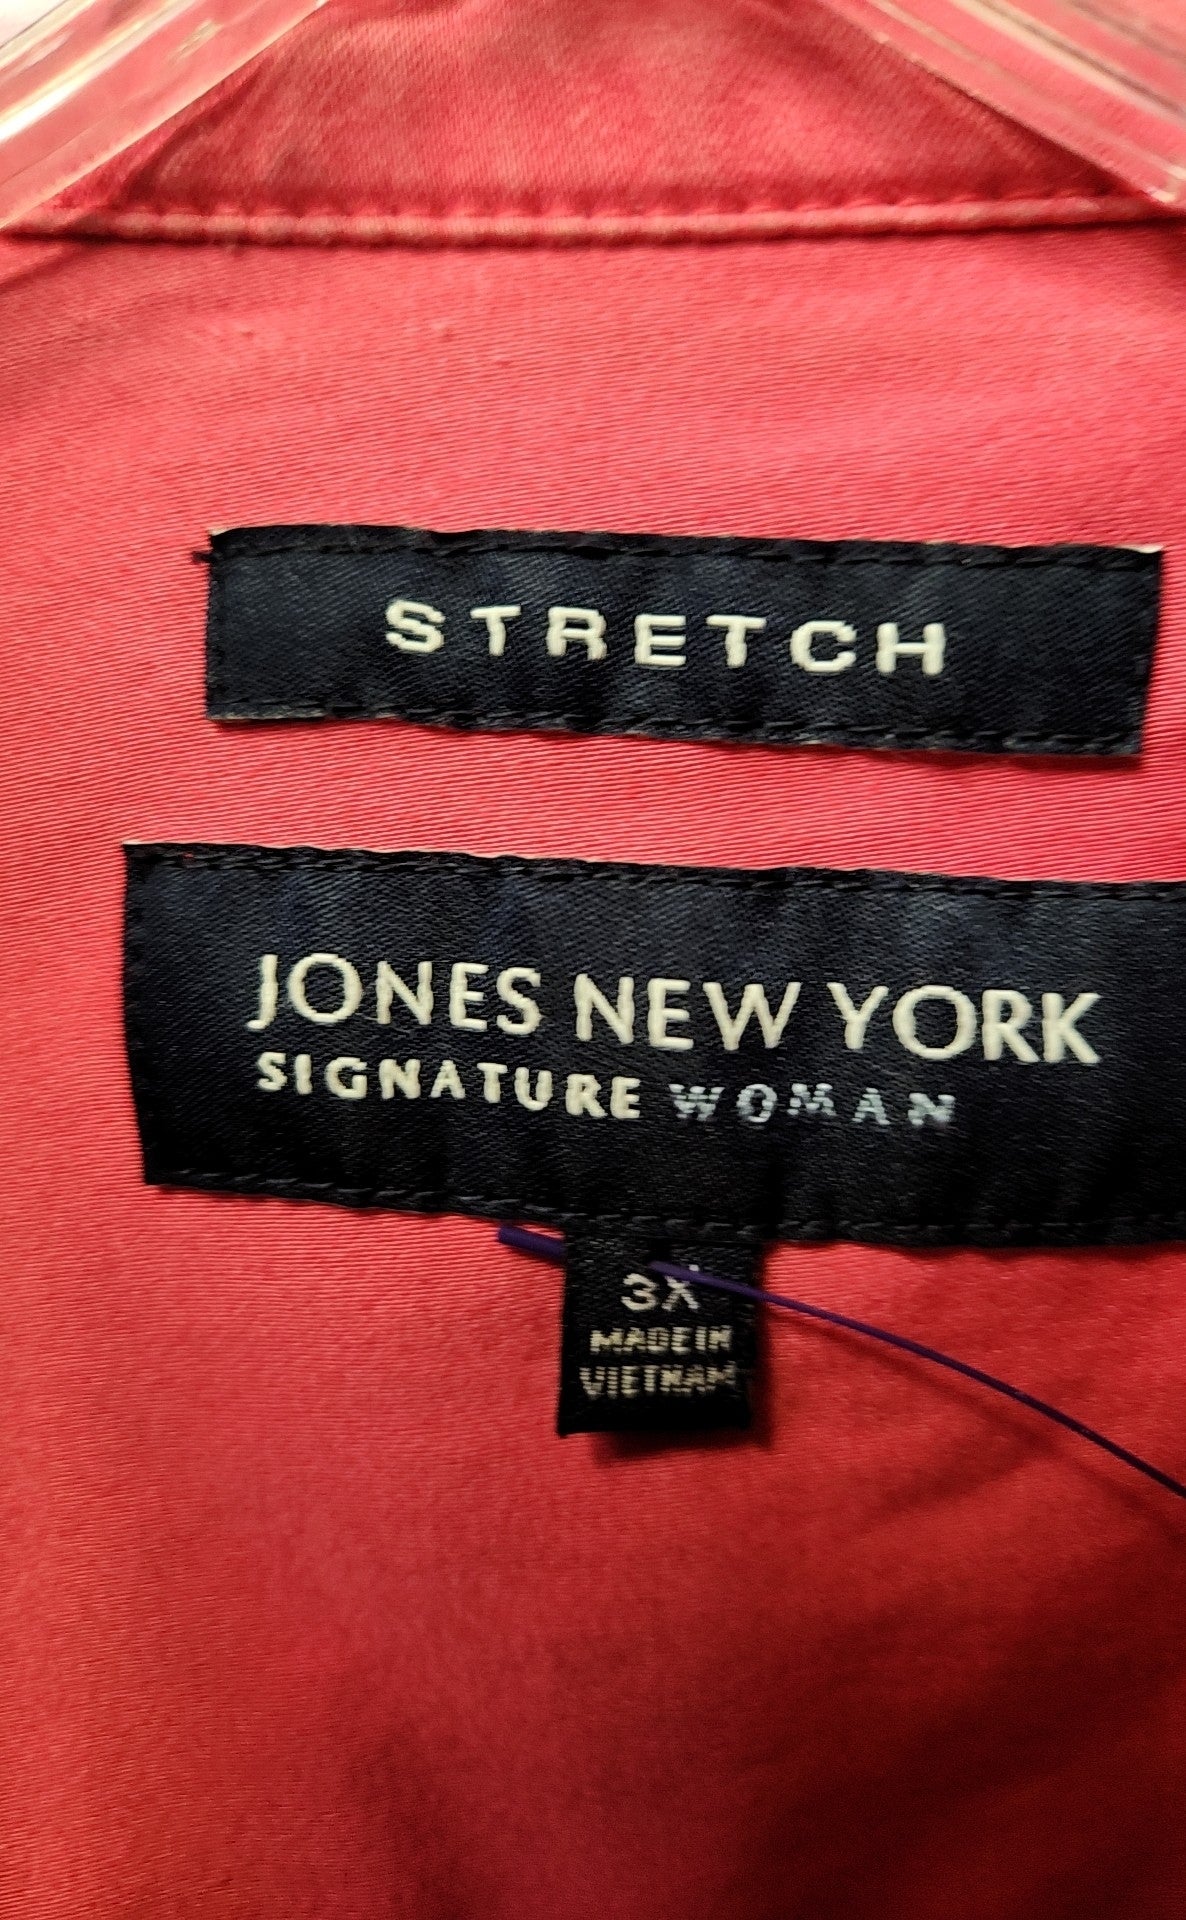 STRETCH
JONES NEW YORK
SIGNATURE WOMAN
3X
MADE IN
VIETNAM